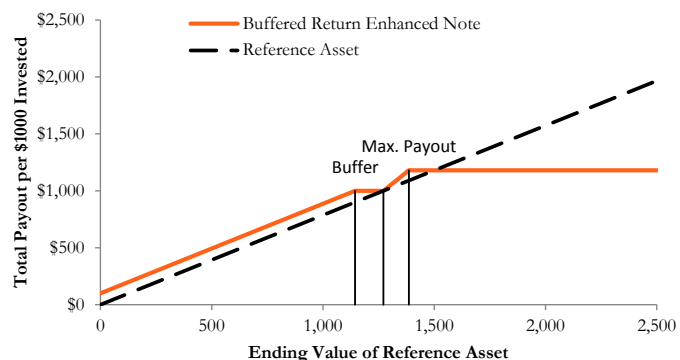 Buffered Return Enhanced Note
Reference Asset
Total Payout per $1000 Invested
$2,500
$2,000
$1,500
$1,000
$500
$0
Max. Payout
Buffer
0 500 1,000 1,500 2,000 2,500
Ending Value of Reference Asset